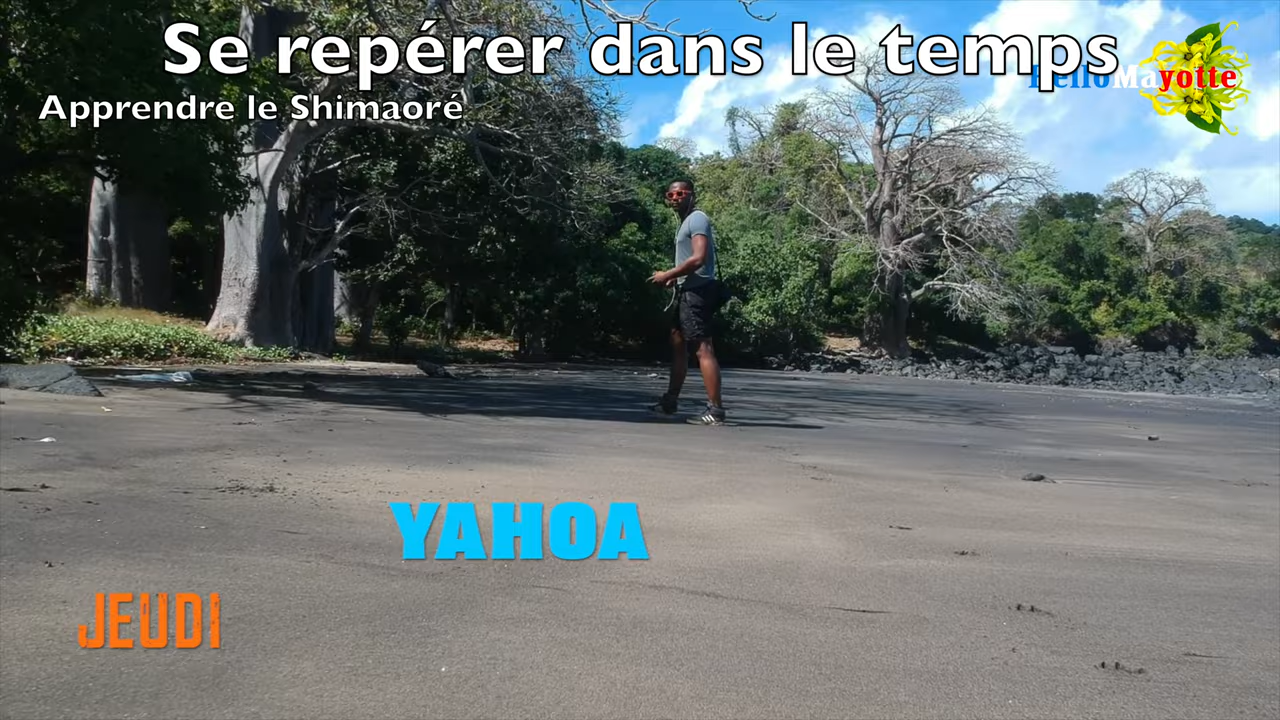 Se repérer dans le temps
HelloMayotte
Apprendre le Shimaoré
YAHOA
JEUDI